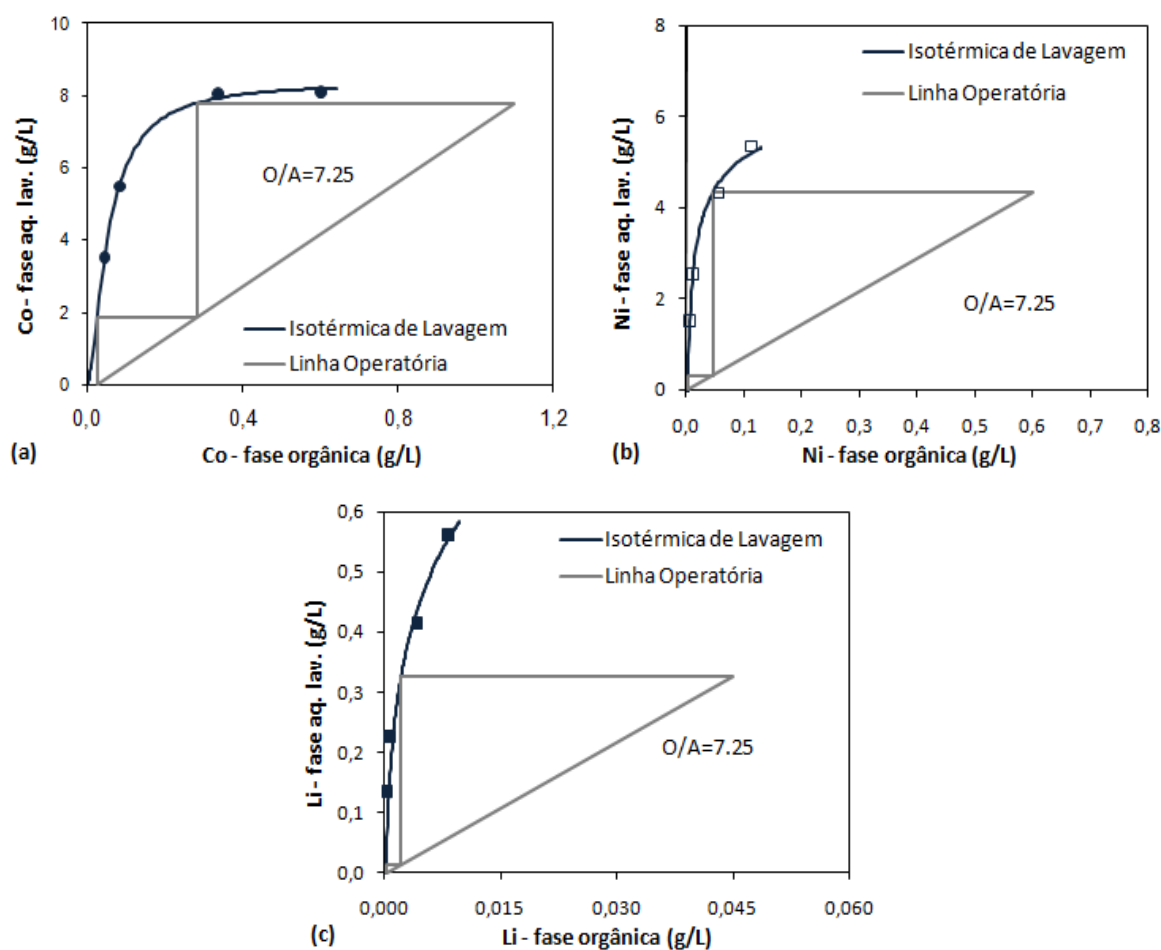 10
8
6
4
2
0
Co - fase aq. lav. (g/L)
O/A=7.25
Isotérmica de Lavagem
Linha Operatória
0,0
0,4
0,8
1,2
(a)
Co - fase orgânica (g/L)
8
6
4
2
0
Ni - fase aq. lav. (g/L)
Isotérmica de Lavagem
Linha Operatória
O/A=7.25
0,0
0,1
0,2
0,3
0,4
0,5
0,6
0,7
0,8
(b)
Ni - fase orgânica (g/L)
0,6
0,5
0,4
0,3
0,2
0,1
0,0
Li - fase aq. lav. (g/L)
Isotérmica de Lavagem
Linha Operatória
O/A=7.25
0,000
0,015
0,030
0,045
0,060
(c)
Li - fase orgânica (g/L)